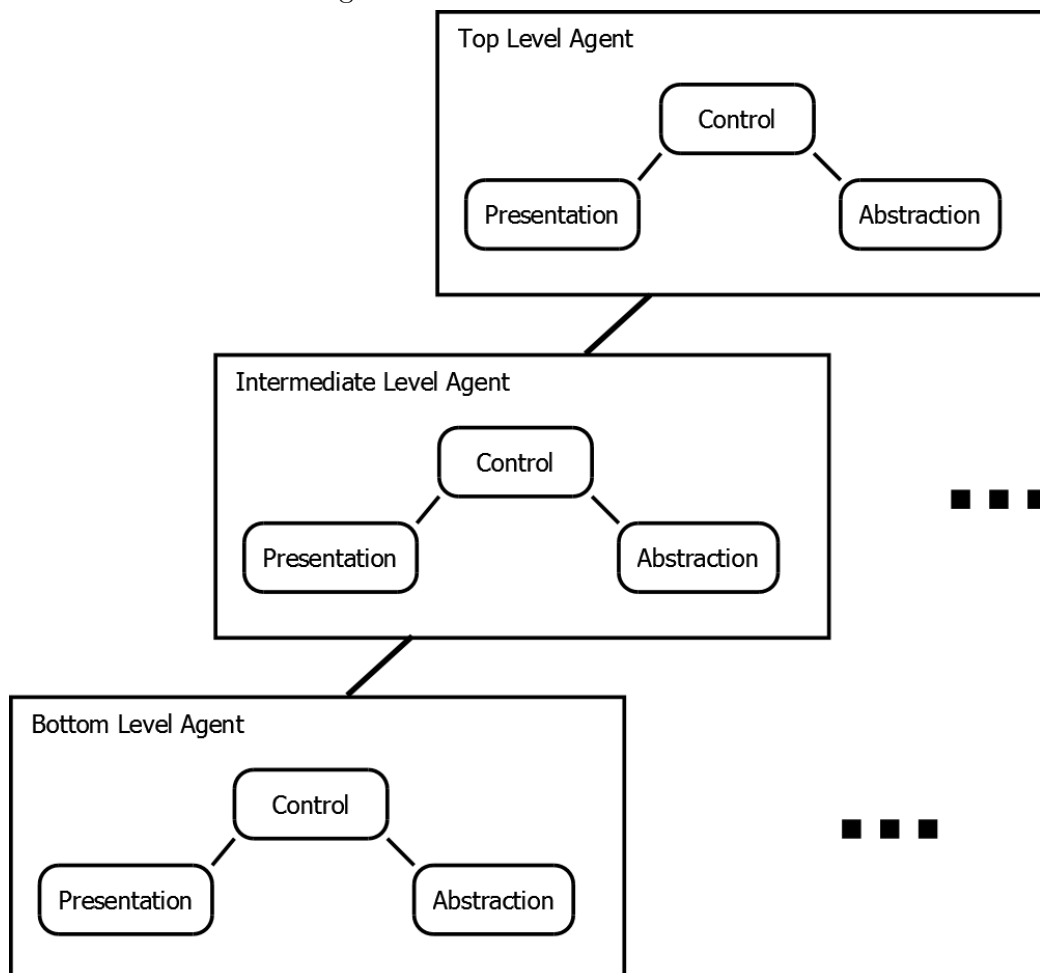 Top Level Agent
Control
Presentation
Abstraction
Intermediate Level Agent
Control
Presentation
Abstraction
Bottom Level Agent
Control
Presentation
Abstraction